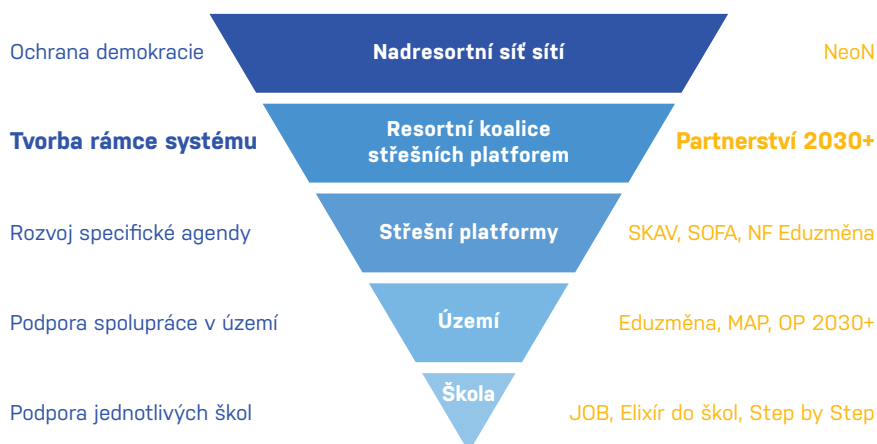 Ochrana demokracie
Nadresortní síť sítí
NeoN
Tvorba rámce systému
Resortní koalice
střešních platforem
Partnerství 2030+
Rozvoj specifické agendy
Střešní platformy
SKAV, SOFA, NF Eduzměna
Podpora spolupráce v území
Území
Eduzměna, MAP, OP 2030+
Podpora jednotlivých škol
Škola
JOB, Elixír do škol, Step by Step